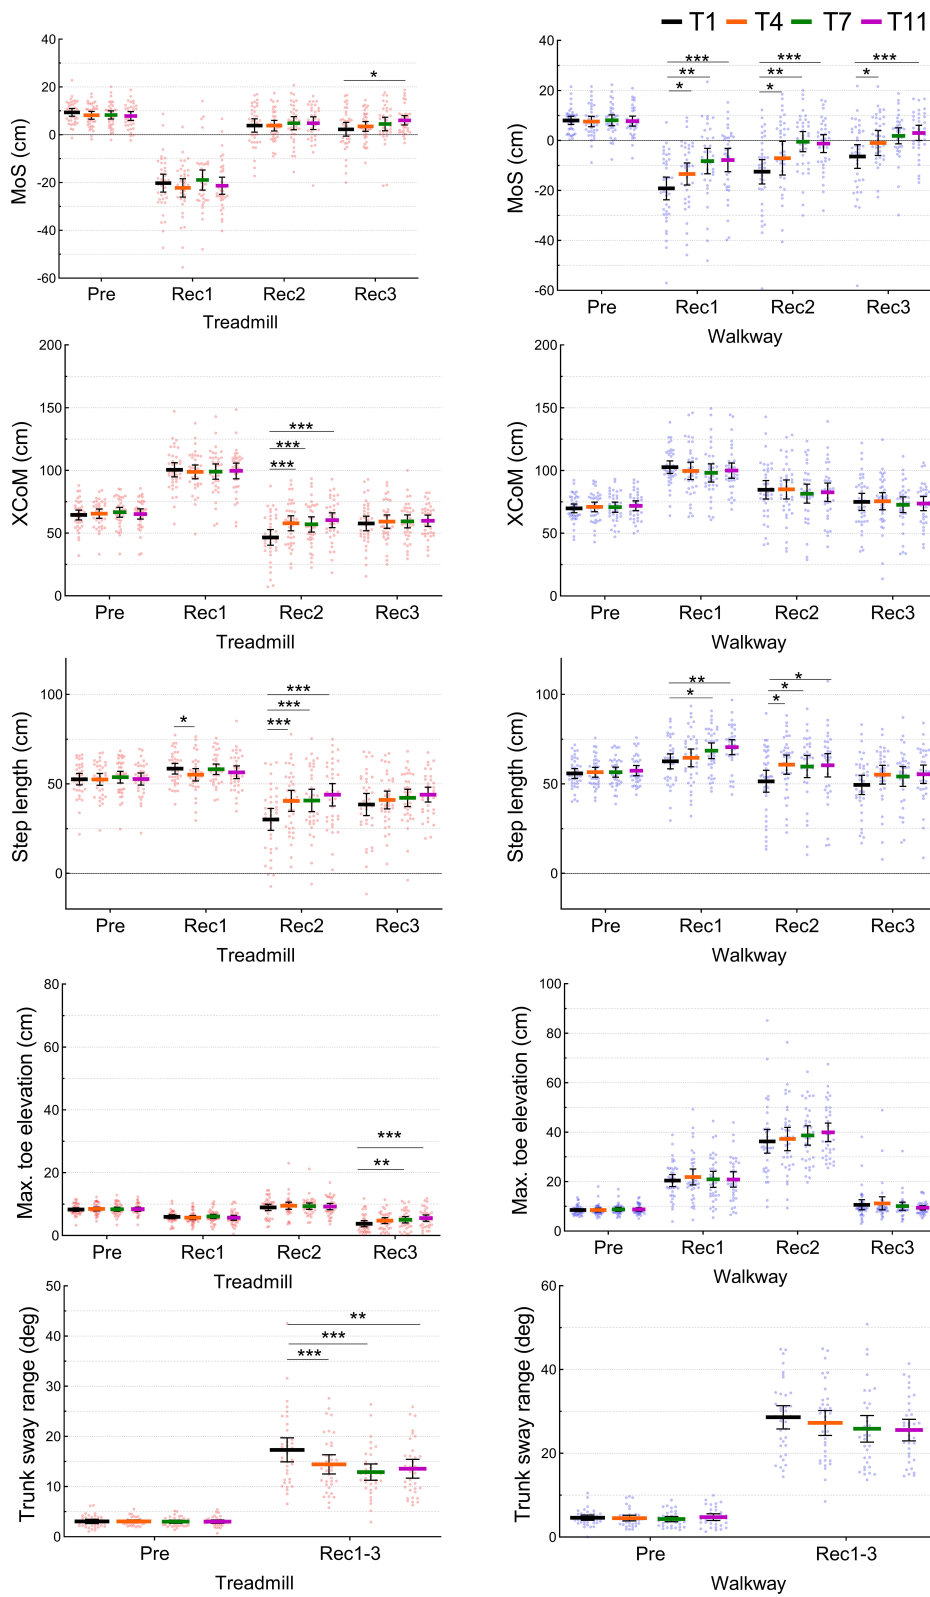 T1 T4 T7 T11
MoS (cm)
40
20
0
-20
-40
-60
*
Pre Rec1 Rec2 Rec3
Treadmill
MoS (cm)
40
20
0
-20
-40
-60
***
**
*
***
**
*
***
*
Pre Rec1 Rec2 Rec3
Walkway
XCoM (cm)
200
150
100
50
0
***
***
***
Pre Rec1 Rec2 Rec3
Treadmill
XCoM (cm)
200
150
100
50
0
Pre Rec1 Rec2 Rec3
Walkway
Step length (cm)
100
50
0
*
***
***
***
Pre Rec1 Rec2 Rec3
Treadmill
Step length (cm)
100
50
0
**
*
*
*
*
Pre Rec1 Rec2 Rec3
Walkway
Max. toe elevation (cm)
80
60
40
20
0
***
**
Pre Rec1 Rec2 Rec3
Treadmill
Max. toe elevation (cm)
100
80
60
40
20
0
Pre Rec1 Rec2 Rec3
Walkway
Trunk sway range (deg)
50
40
30
20
10
0
**
***
***
Pre Rec1-3
Treadmill
Trunk sway range (deg)
60
40
20
0
Pre Rec1-3
Walkway